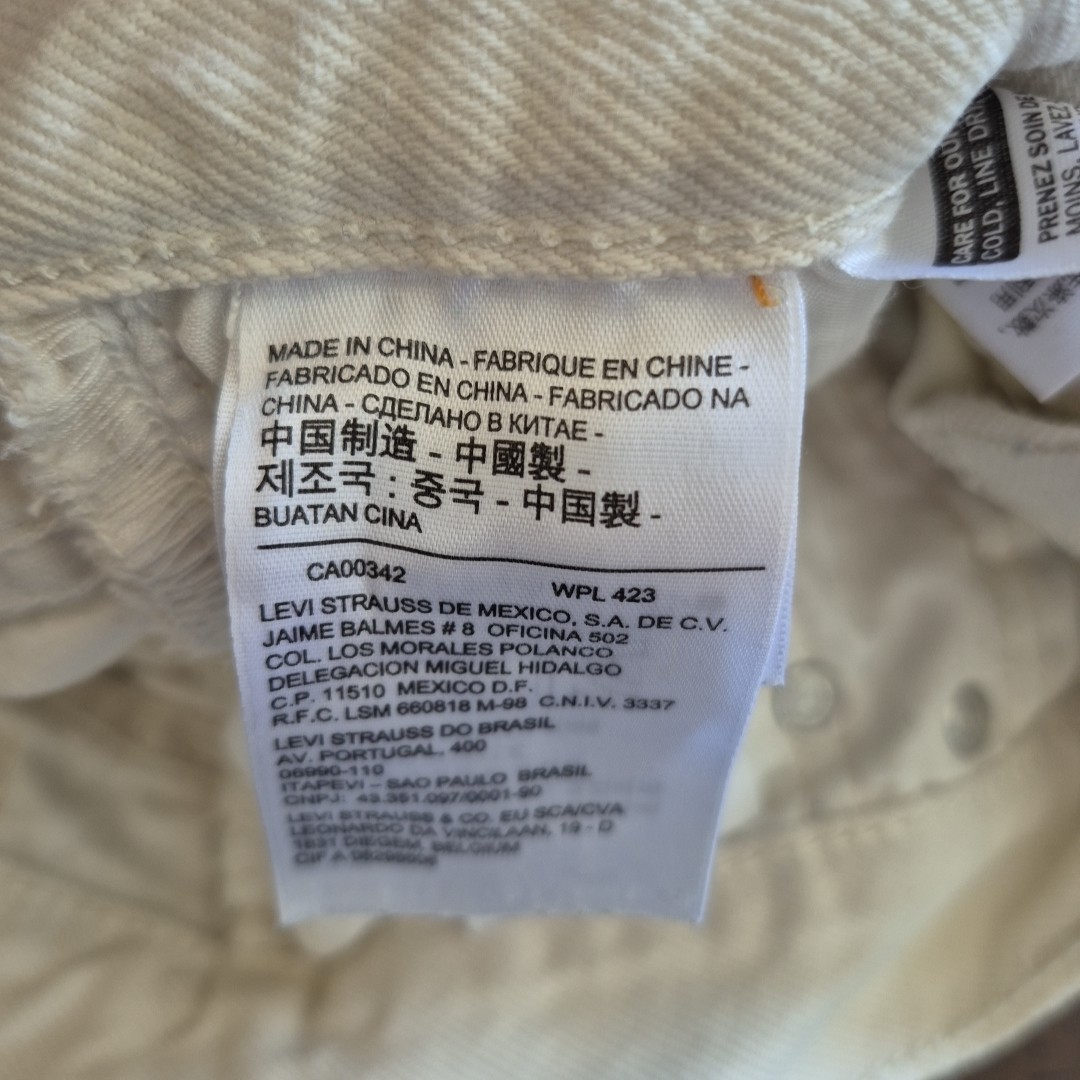 MADE IN CHINA - FABRIQUE EN CHINE -
FABRICADO EN CHINA - FABRICADO NA
CHINA - СДЕЛАНО В КИТАЕ -
中国制造 - 中國製 -
제조국 : 중국 - 中国製 -
BUATAN CINA
CA00342 WPL 423
LEVI STRAUSS DE MEXICO, S.A. DE C.V.
JAIME BALMES # 8 OFICINA 502
COL. LOS MORALES POLANCO
DELEGACION MIGUEL HIDALGO
C.P. 11510 MEXICO D.F.
R.F.C. LSM 660818 M-98 C.N.I.V. 3337
LEVI STRAUSS DO BRASIL
AV. PORTUGAL, 400
06990-110
ITAPEVI – SAO PAULO BRASIL
CNPJ: 43.351.097/0001-90
LEVI STRAUSS & CO. EU SCA/CVA
LEONARDO DA VINCILAAN, 19 - D
1831 DIEGEM, BELGIUM
CIF A
CARE FOR OU
COLD, LINE DR
PRENEZ SOIN DE
MOINS, LAVEZ